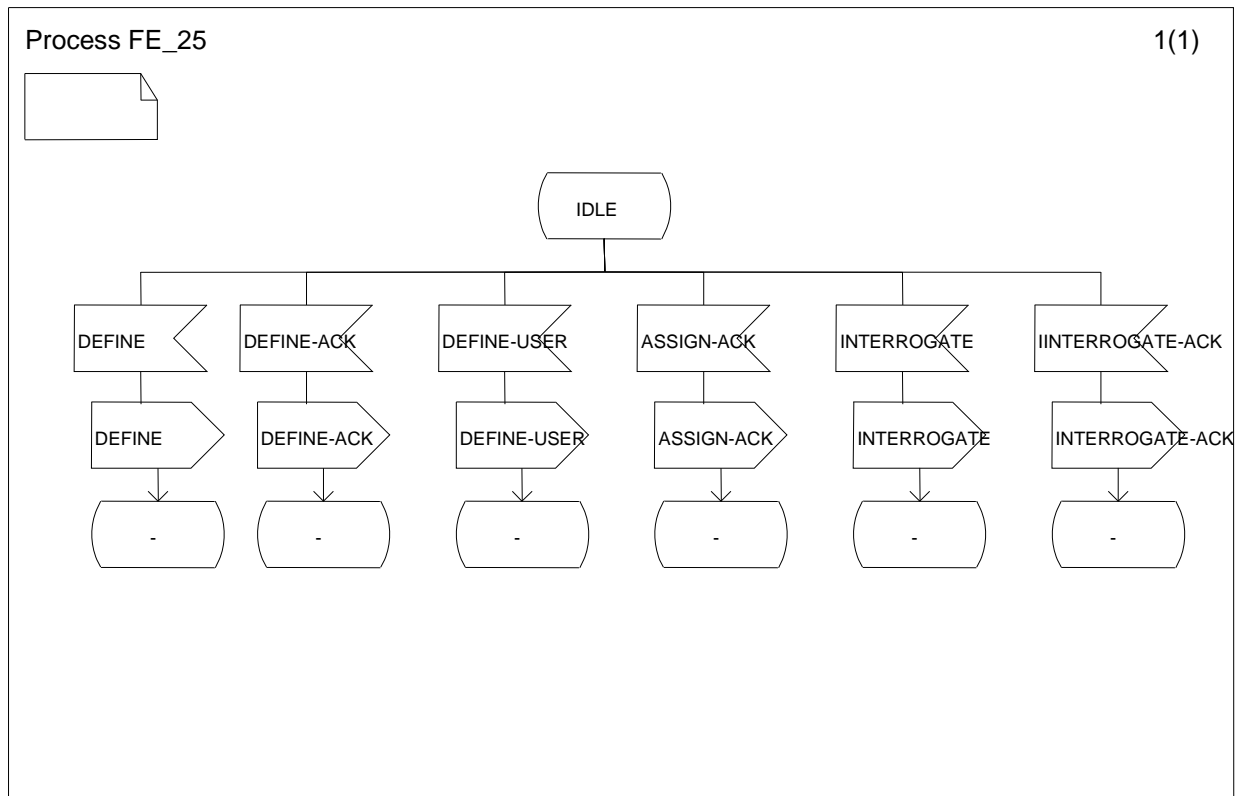 Process FE_25
1(1)
IDLE
DEFINE
DEFINE-ACK
DEFINE-USER
ASSIGN-ACK
INTERROGATE
IINTERROGATE-ACK
DEFINE
DEFINE-ACK
DEFINE-USER
ASSIGN-ACK
INTERROGATE
INTERROGATE-ACK
-
-
-
-
-
-